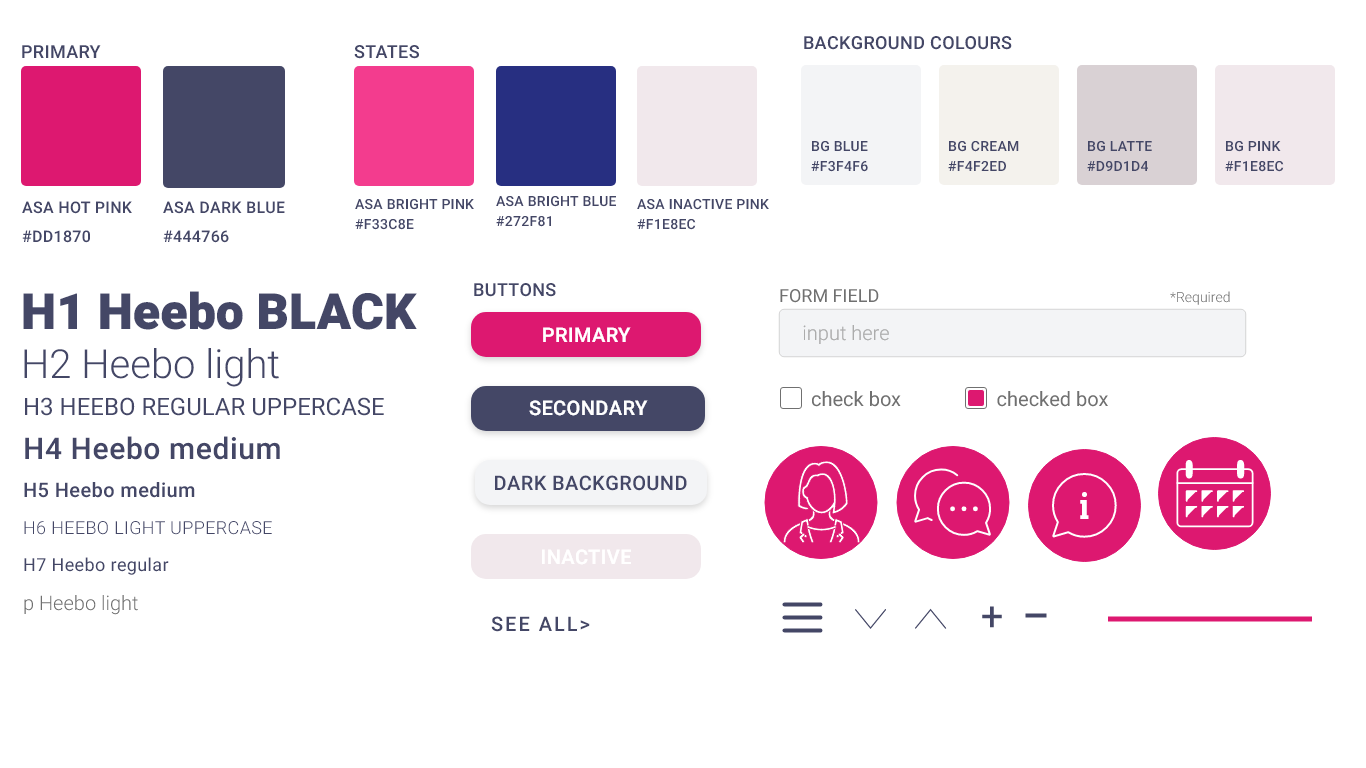 PRIMARY
ASA HOT PINK
#DD1870
ASA DARK BLUE
#444766
STATES
ASA BRIGHT PINK
#F33C8E
ASA BRIGHT BLUE
#272F81
ASA INACTIVE PINK
#F1E8EC
BACKGROUND COLOURS
BG BLUE
#F3F4F6
BG CREAM
#F4F2ED
BG LATTE
#D9D1D4
BG PINK
#F1E8EC
H1 Heebo BLACK
H2 Heebo light
H3 HEEBO REGULAR UPPERCASE
H4 Heebo medium
H5 Heebo medium
H6 HEEBO LIGHT UPPERCASE
H7 Heebo regular
p Heebo light
BUTTONS
PRIMARY
SECONDARY
DARK BACKGROUND
INACTIVE
SEE ALL>
FORM FIELD
*Required
input here
check box
checked box
i